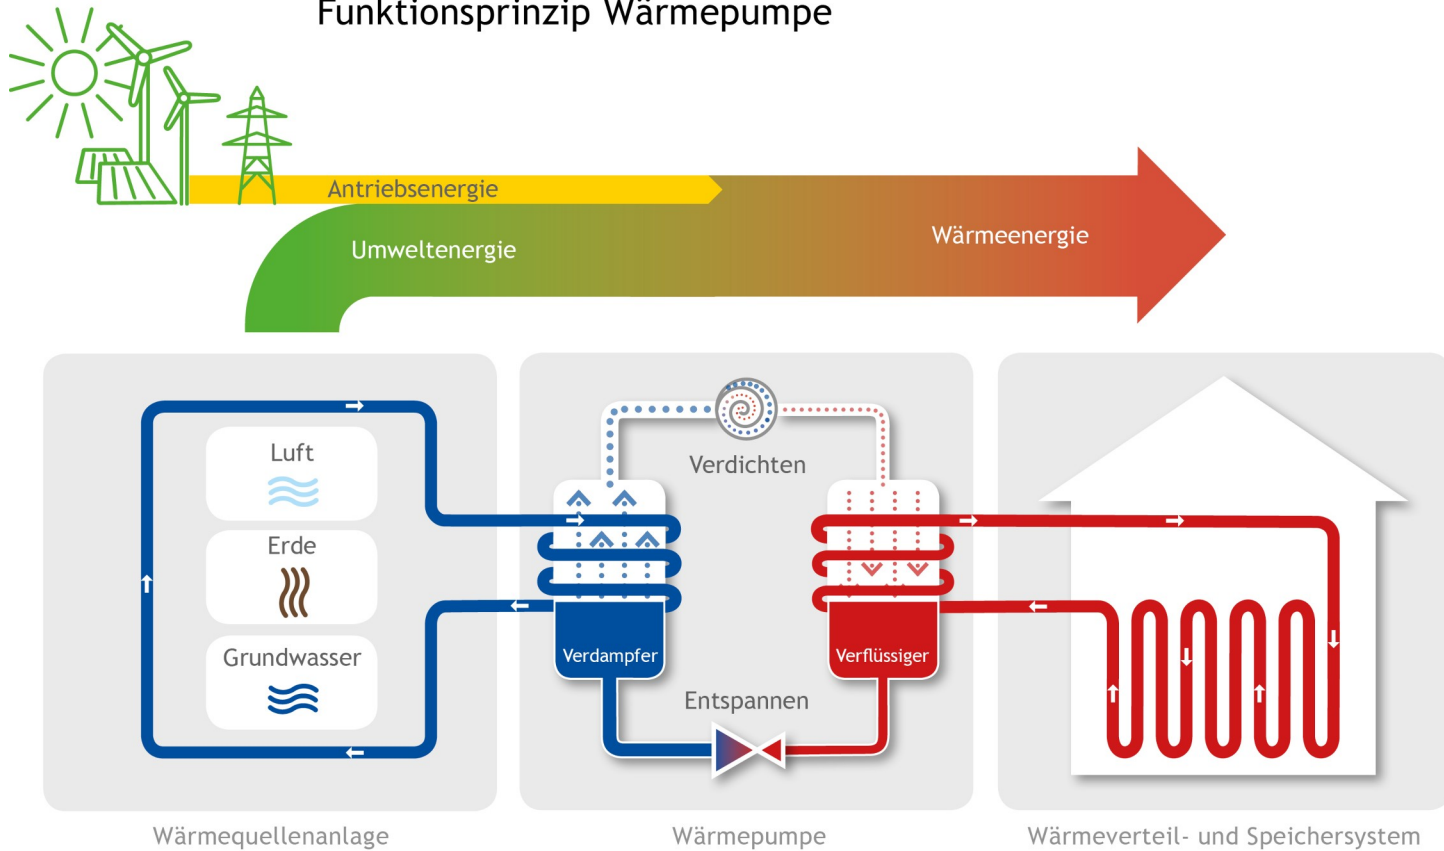 Funktionsprinzip Wärmepumpe
Antriebsenergie
Umweltenergie
Wärmeenergie
Luft
Erde
Grundwasser
Verdichten
Verdampfer
Verflüssiger
Entspannen
Wärmequellenanlage
Wärmepumpe
Wärmeverteil- und Speichersystem